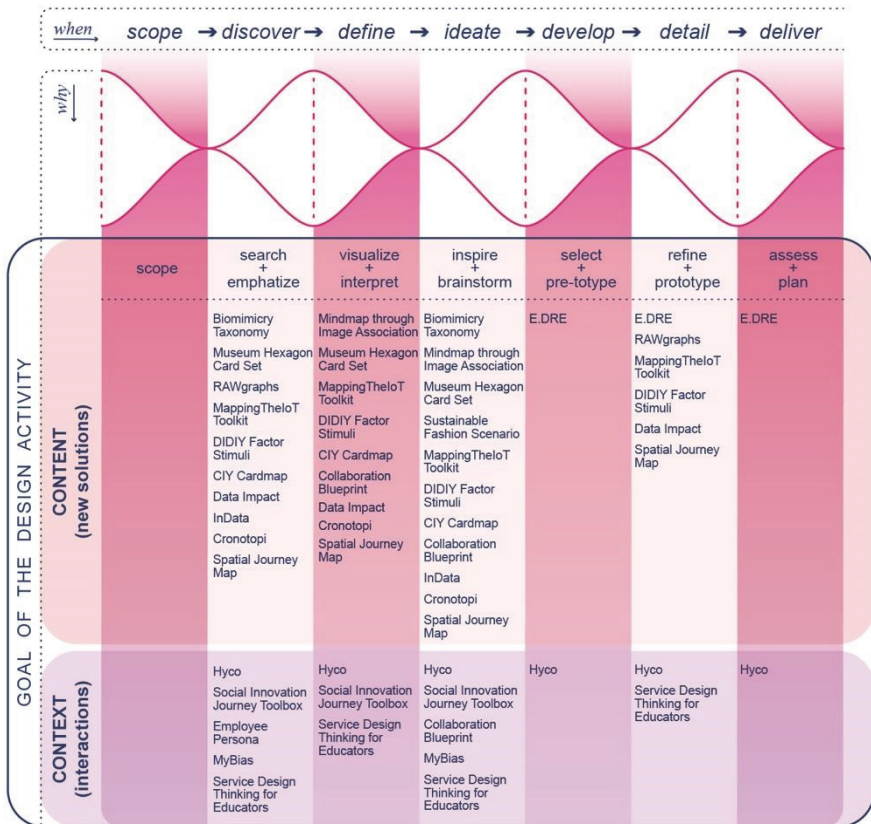 when
scope → discover → define → ideate → develop → detail → deliver
why
GOAL OF THE DESIGN ACTIVITY
CONTENT
(new solutions)
scope
search
+
emphatize
visualize
+
interpret
inspire
+
brainstorm
select
+
pre-totype
refine
+
prototype
assess
+
plan
Biomimicry
Taxonomy
Museum Hexagon
Card Set
RAWgraphs
MappingTheIoT
Toolkit
DIDIY Factor
Stimuli
CIY Cardmap
Data Impact
InData
Cronotopi
Spatial Journey
Map
Mindmap through
Image Association
Museum Hexagon
Card Set
MappingTheIoT
Toolkit
DIDIY Factor
Stimuli
CIY Cardmap
Collaboration
Blueprint
Data Impact
Cronotopi
Spatial Journey
Map
Biomimicry
Taxonomy
Mindmap through
Image Association
Museum Hexagon
Card Set
Sustainable
Fashion Scenario
MappingTheIoT
Toolkit
DIDIY Factor
Stimuli
CIY Cardmap
Collaboration
Blueprint
InData
Cronotopi
Spatial Journey
Map
E.DRE
E.DRE
RAWgraphs
MappingTheIoT
Toolkit
DIDIY Factor
Stimuli
Data Impact
Spatial Journey
Map
E.DRE
CONTEXT
(interactions)
Hyco
Social Innovation
Journey Toolbox
Employee
Persona
MyBias
Service Design
Thinking for
Educators
Hyco
Social Innovation
Journey Toolbox
Service Design
Thinking for
Educators
Hyco
Social Innovation
Journey Toolbox
Collaboration
Blueprint
MyBias
Service Design
Thinking for
Educators
Hyco
Hyco
Service Design
Thinking for
Educators
Hyco